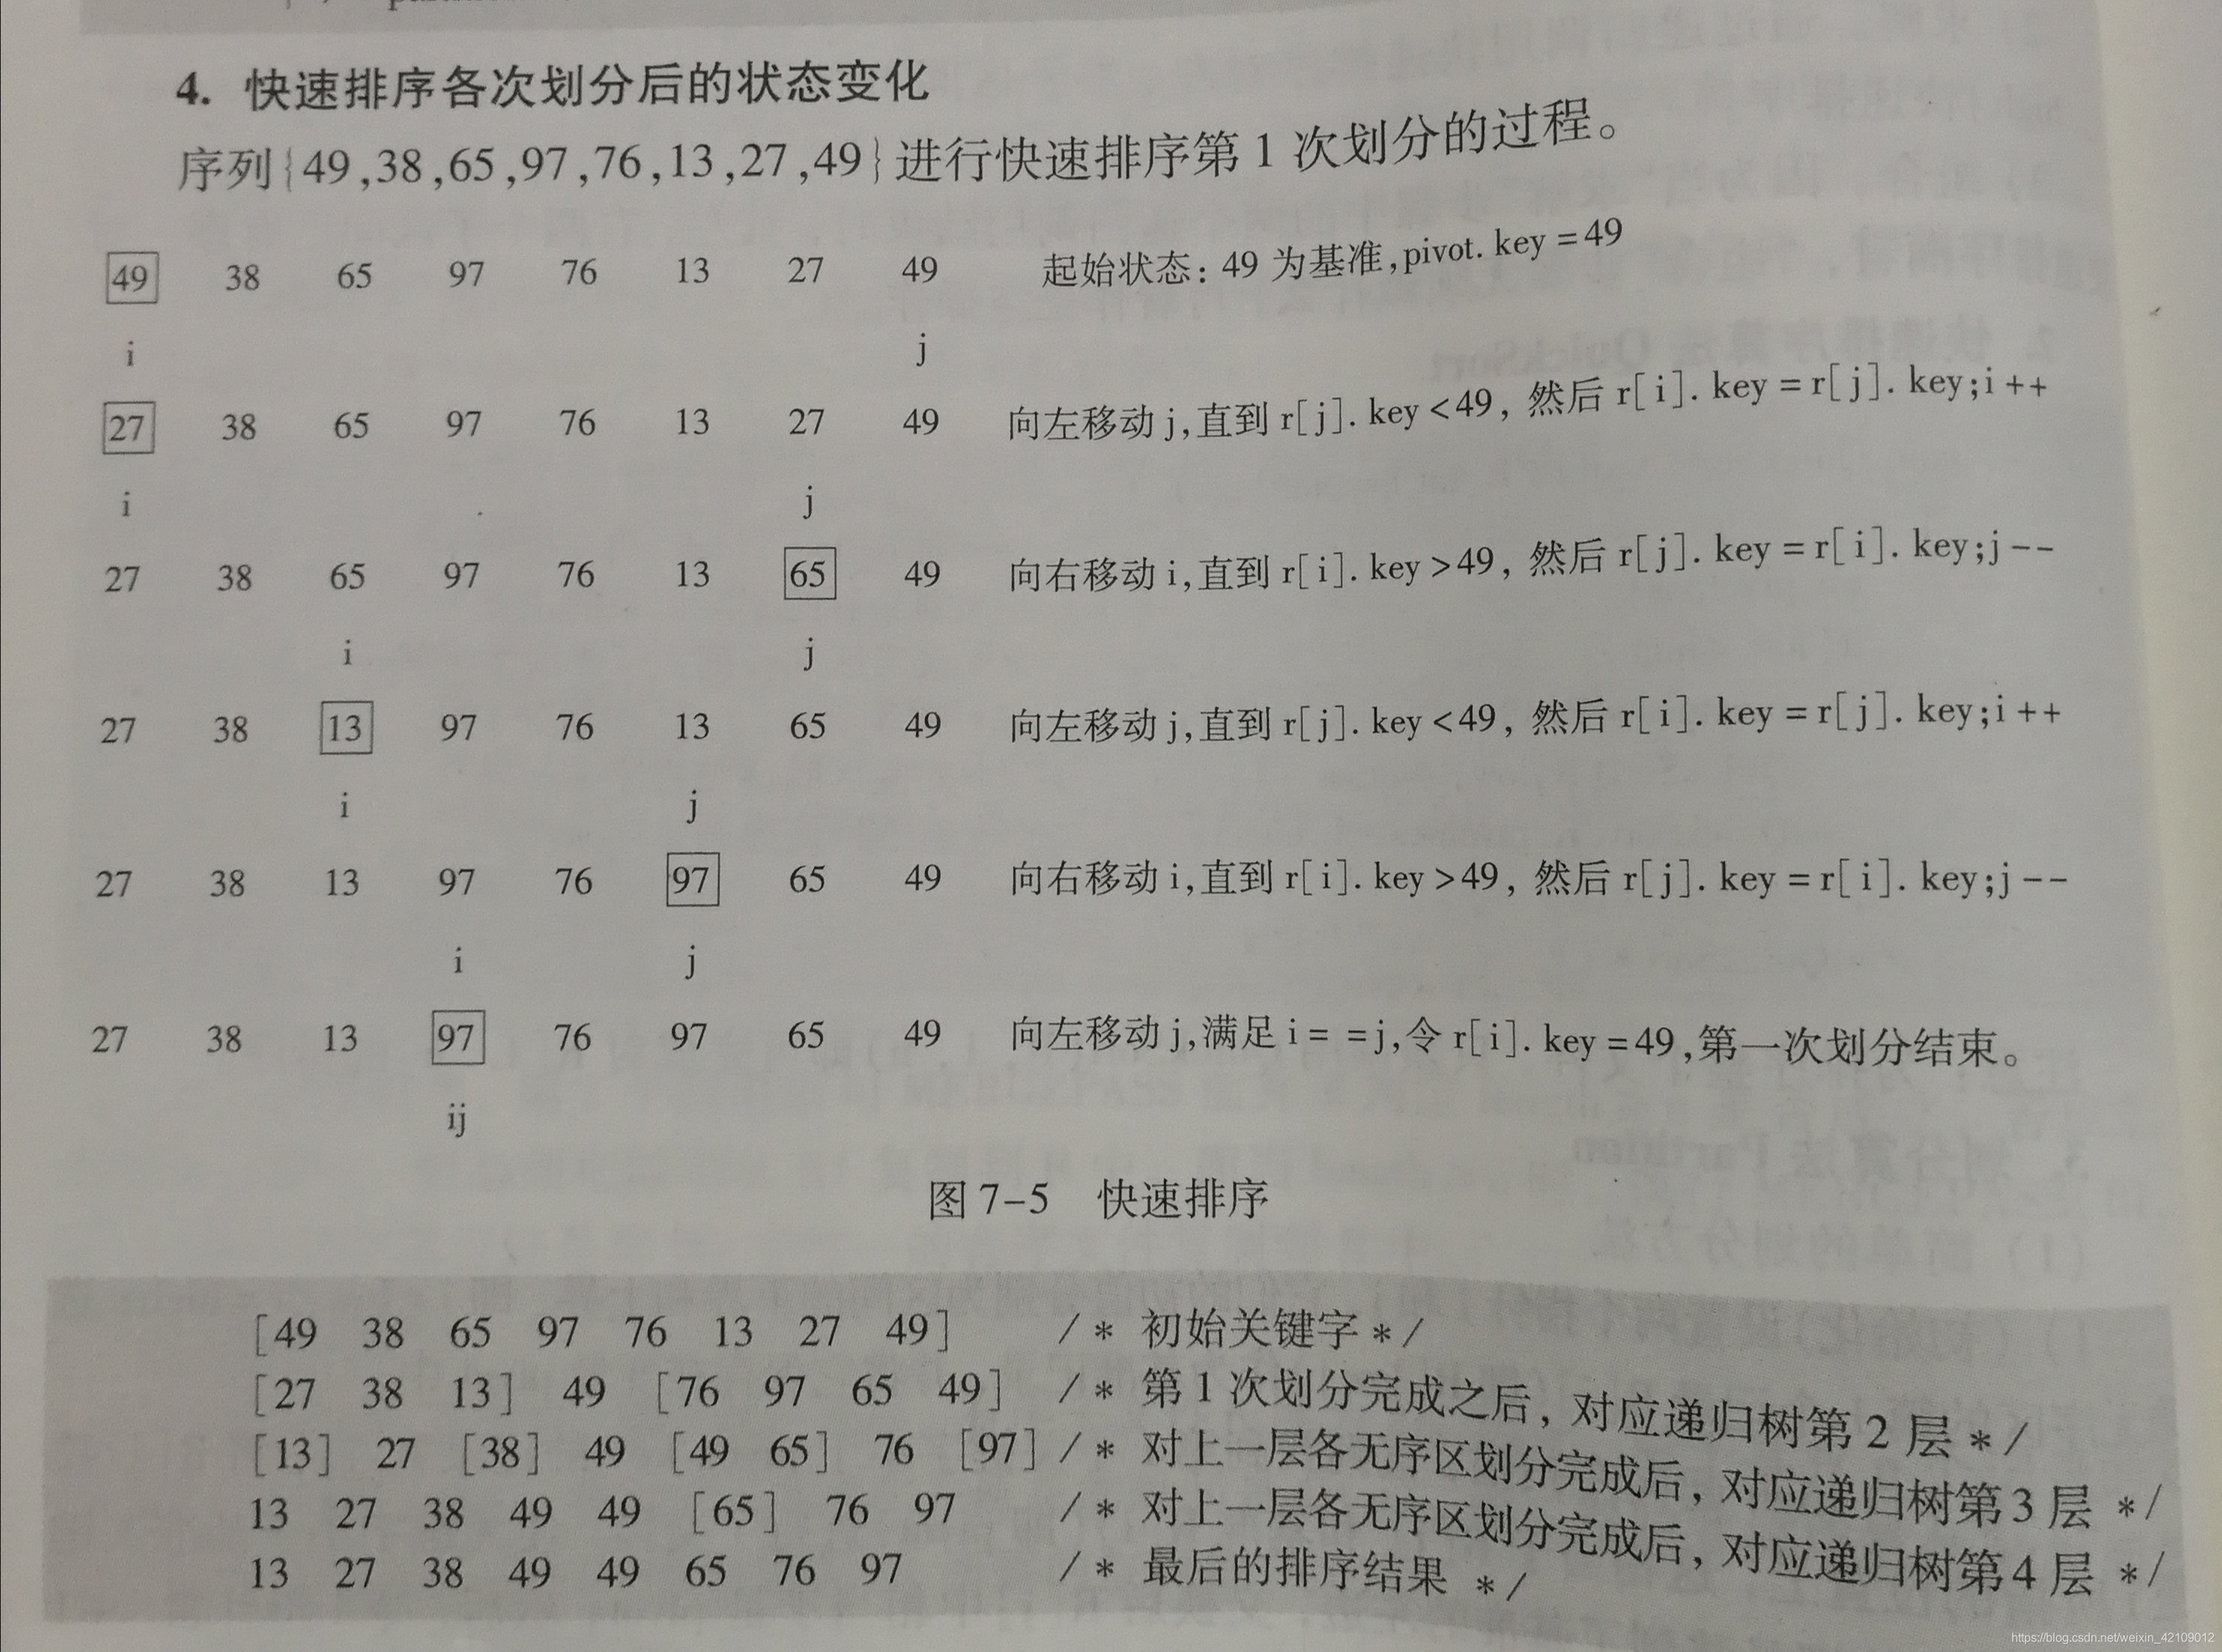 4. 快速排序各次划分后的状态变化
序列{49,38,65,97,76,13,27,49}进行快速排序第1次划分的过程。
49 38 65 97 76 13 27 49 起始状态: 49 为基准,pivot. key =49
i j
27 38 65 97 76 13 27 49 向左移动 j,直到 r[j]. key <49, 然后 r[i]. key =r[j]. key;i ++
i j
27 38 65 97 76 13 65 49 向右移动 i,直到 r[i]. key >49, 然后 r[j]. key =r[i]. key;j --
i j
27 38 13 97 76 13 65 49 向左移动 j,直到 r[j]. key <49, 然后 r[i]. key =r[j]. key;i ++
i j
27 38 13 97 76 97 65 49 向右移动 i,直到 r[i]. key >49, 然后 r[j]. key =r[i]. key;j --
i j
27 38 13 97 76 97 65 49 向左移动 j,满足 i = =j,令 r[i]. key =49,第一次划分结束。
ij
图 7-5 快速排序
[49 38 65 97 76 13 27 49] /* 初始关键字 */
[27 38 13] 49 [76 97 65 49] /* 第1次划分完成之后, 对应递归树第2层 */
[13] 27 [38] 49 [49 65] 76 [97] /* 对上一层各无序区划分完成后, 对应递归树第3层 */
13 27 38 49 49 [65] 76 97 /* 对上一层各无序区划分完成后, 对应递归树第4层 */
13 27 38 49 49 65 76 97 /* 最后的排序结果 */
https://blog.csdn.net/weixin_42109012